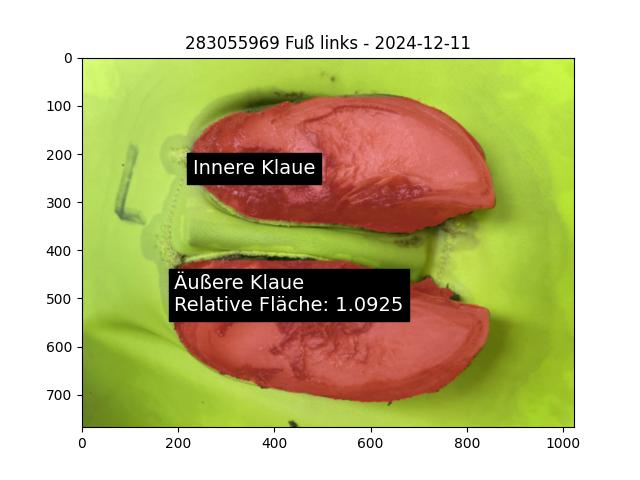 283055969 Fuß links - 2024-12-11
0
100
200
300
400
500
600
700
Innere Klaue
Äußere Klaue
Relative Fläche: 1.0925
L
0
200
400
600
800
1000